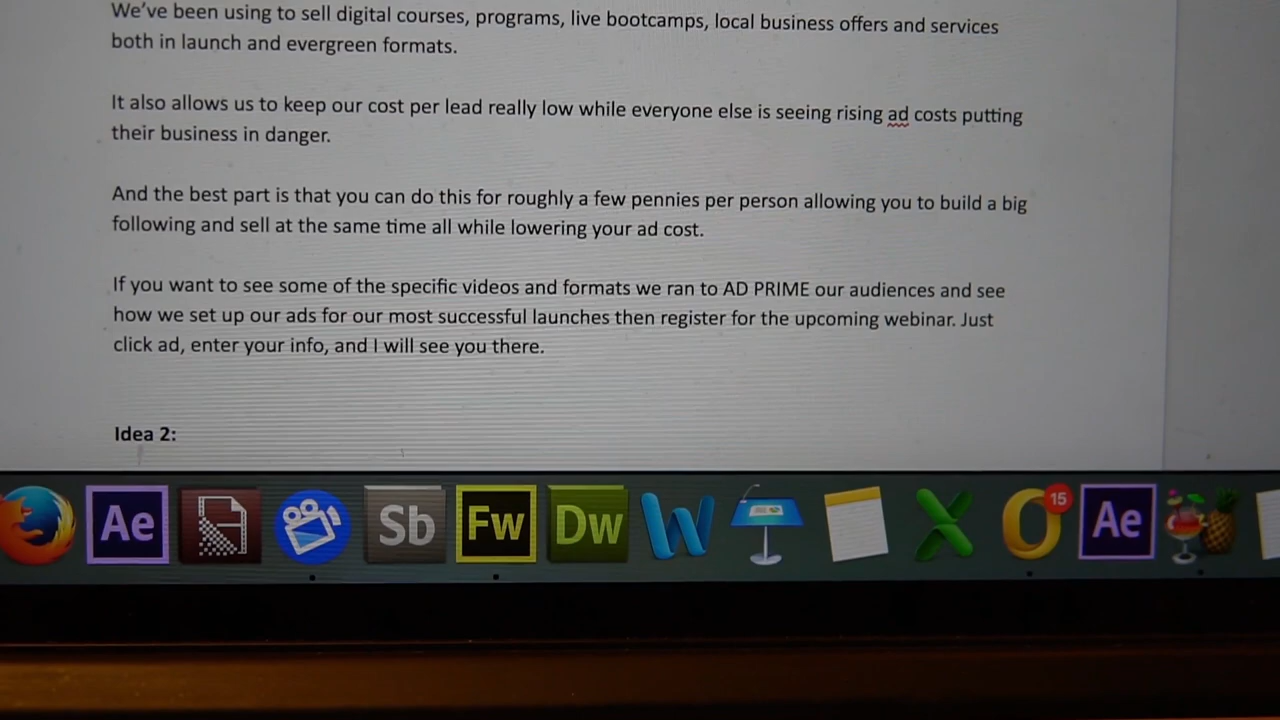 We've been using to sell digital courses, programs, live bootcamps, local business offers and services
both in launch and evergreen formats.
It also allows us to keep our cost per lead really low while everyone else is seeing rising ad costs putting
their business in danger.
And the best part is that you can do this for roughly a few pennies per person allowing you to build a big
following and sell at the same time all while lowering your ad cost.
If you want to see some of the specific videos and formats we ran to AD PRIME our audiences and see
how we set up our ads for our most successful launches then register for the upcoming webinar. Just
click ad, enter your info, and I will see you there.
Idea 2:
Ae Sb Fw Dw W X O 15 Ae